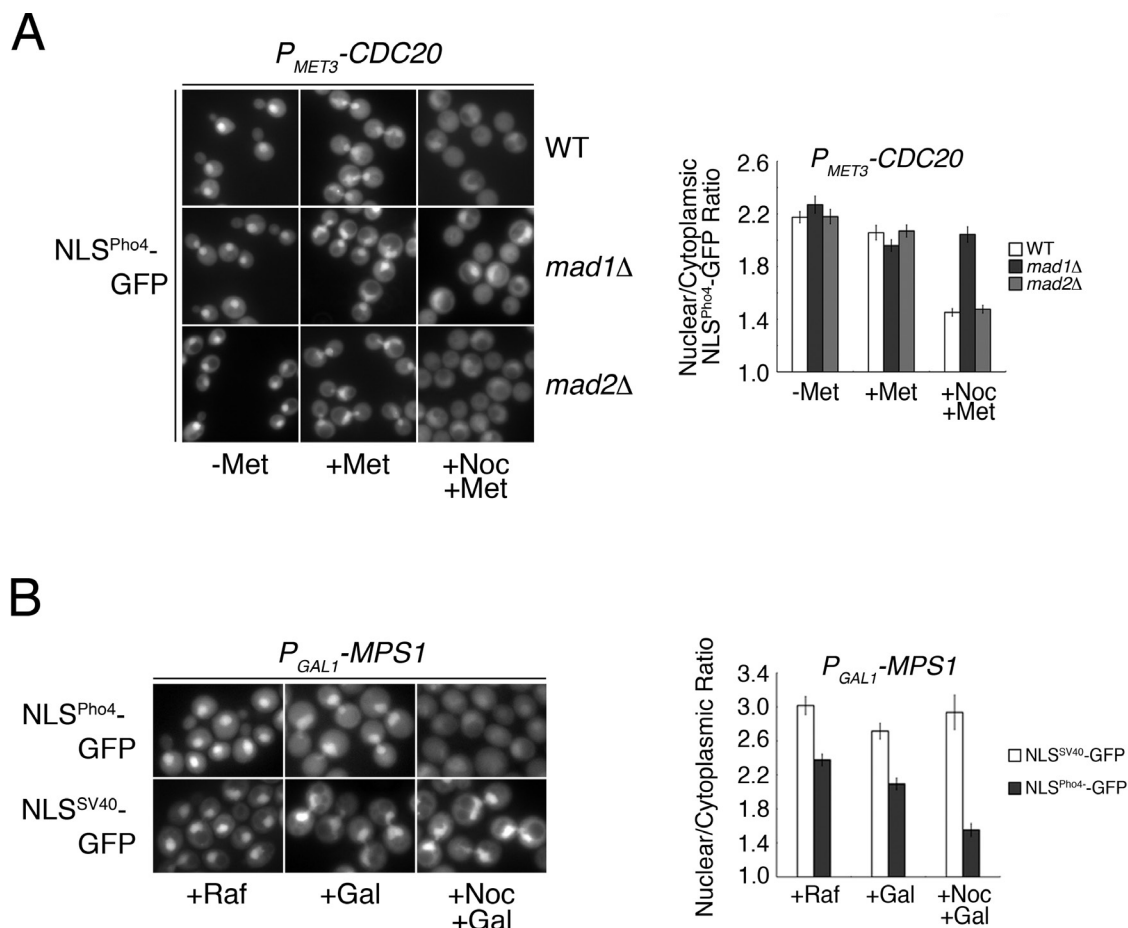 A
P_MET3-CDC20
NLS^Pho4-
GFP
WT
mad1Δ
mad2Δ
-Met
+Met
+Noc
+Met
P_MET3-CDC20
Nuclear/Cytoplamsic
NLS^Pho4-GFP Ratio
2.6
2.2
1.8
1.4
1.0
-Met
+Met
+Noc
+Met
WT
mad1Δ
mad2Δ
B
P_GAL1-MPS1
NLS^Pho4-
GFP
NLS^SV40-
GFP
+Raf
+Gal
+Noc
+Gal
P_GAL1-MPS1
Nuclear/Cytoplasmic Ratio
3.4
3.0
2.6
2.2
1.8
1.4
1.0
+Raf
+Gal
+Noc
+Gal
NLS^SV40-GFP
NLS^Pho4--GFP